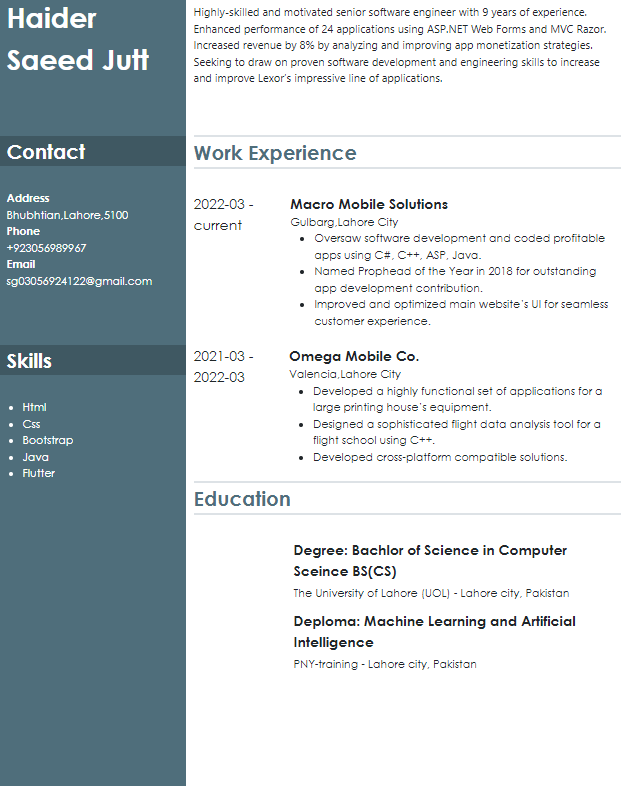 Haider
Saeed Jutt
Contact
Address
Bhubhtian,Lahore,5100
Phone
+923056989967
Email
sg03056924122@gmail.com
Skills
• Html
• Css
• Bootstrap
• Java
• Flutter
Highly-skilled and motivated senior software engineer with 9 years of experience.
Enhanced performance of 24 applications using ASP.NET Web Forms and MVC Razor.
Increased revenue by 8% by analyzing and improving app monetization strategies.
Seeking to draw on proven software development and engineering skills to increase
and improve Lexor's impressive line of applications.
Work Experience
2022-03 -
current
Macro Mobile Solutions
Gulbarg,Lahore City
• Oversaw software development and coded profitable
apps using C#, C++, ASP, Java.
• Named Prophead of the Year in 2018 for outstanding
app development contribution.
• Improved and optimized main website's UI for seamless
customer experience.
2021-03 -
2022-03
Omega Mobile Co.
Valencia,Lahore City
• Developed a highly functional set of applications for a
large printing house's equipment.
• Designed a sophisticated flight data analysis tool for a
flight school using C++.
• Developed cross-platform compatible solutions.
Education
Degree: Bachlor of Science in Computer
Sceince BS(CS)
The University of Lahore (UOL) - Lahore city, Pakistan
Deploma: Machine Learning and Artificial
Intelligence
PNY-training - Lahore city, Pakistan